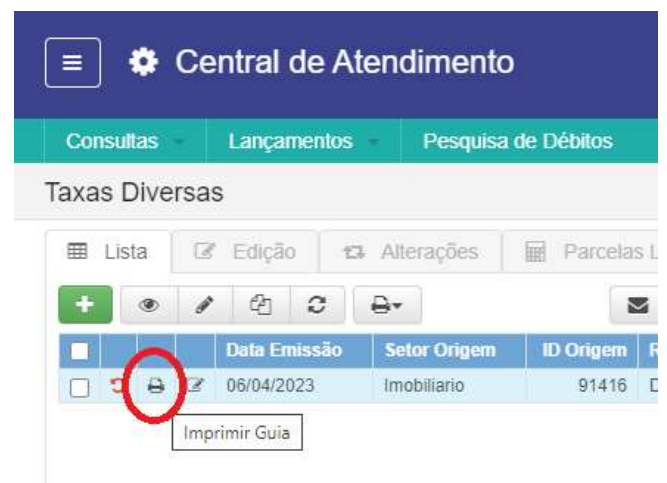 Central de Atendimento
Consultas Lançamentos Pesquisa de Débitos
Taxas Diversas
Lista Edição Alterações Parcelas
Data Emissão Setor Origem ID Origem
06/04/2023 Imobiliario 91416
Imprimir Guia